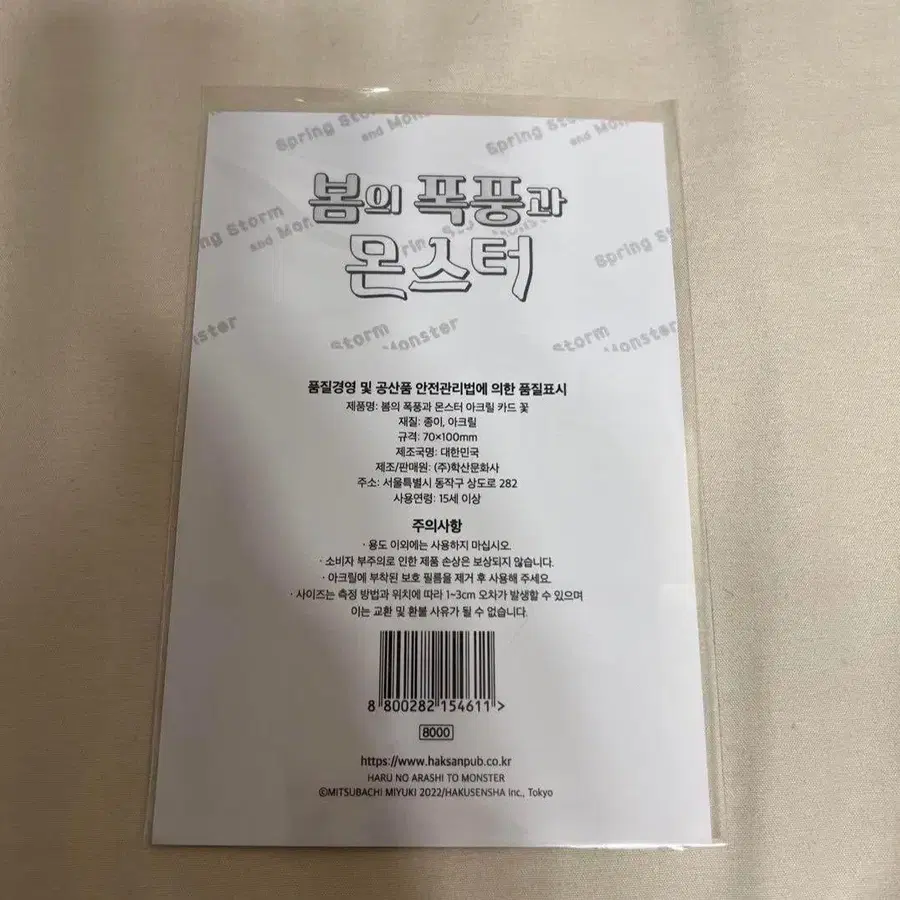 Spring Storm
and Monster
Spring Storm
and Monster
봄의 폭풍과
몬스터
Storm
and
Spring
Storm
Monster
Storm
Monster
품질경영 및 공산품 안전관리법에 의한 품질표시
제품명: 봄의 폭풍과 몬스터 아크릴 카드 꽃
재질: 종이, 아크릴
규격: 70×100mm
제조국명: 대한민국
제조/판매원: (주)학산문화사
주소: 서울특별시 동작구 상도로 282
사용연령: 15세 이상
주의사항
· 용도 이외에는 사용하지 마십시오.
· 소비자 부주의로 인한 제품 손상은 보상되지 않습니다.
· 아크릴에 부착된 보호 필름을 제거 후 사용해 주세요.
· 사이즈는 측정 방법과 위치에 따라 1~3cm 오차가 발생할 수 있으며
이는 교환 및 환불 사유가 될 수 없습니다.
8 800282 154611 >
8000
https://www.haksanpub.co.kr
HARU NO ARASHI TO MONSTER
©MITSUBACHI MIYUKI 2022/HAKUSENSHA Inc., Tokyo